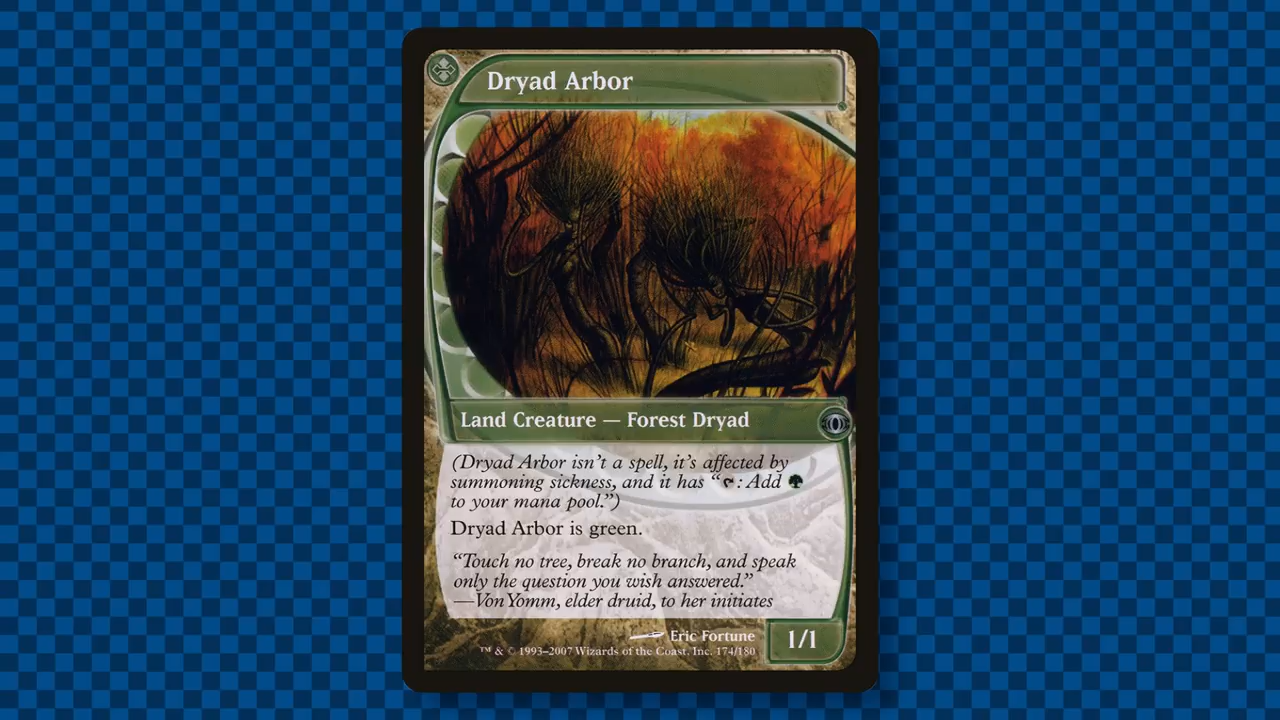 Dryad Arbor
Land Creature — Forest Dryad
(Dryad Arbor isn't a spell, it's affected by
summoning sickness, and it has “: Add
to your mana pool.”)
Dryad Arbor is green.
“Touch no tree, break no branch, and speak
only the question you wish answered.”
—Von Yomm, elder druid, to her initiates
Eric Fortune
™ & © 1993–2007 Wizards of the Coast, Inc. 174/180
1/1